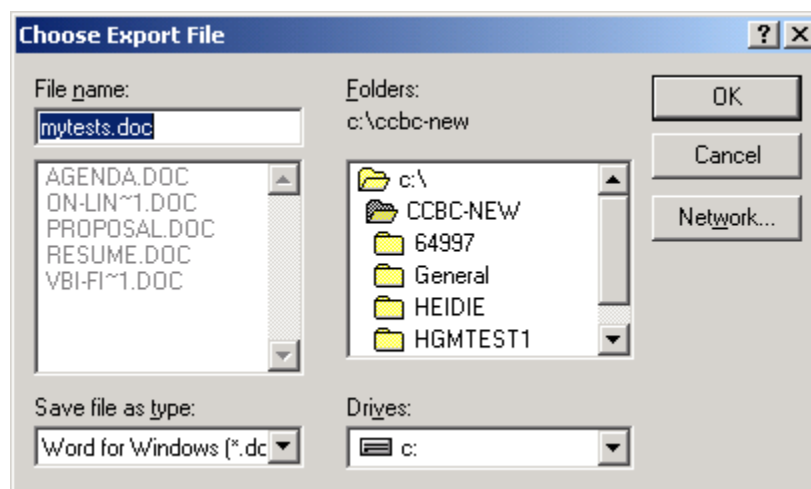 Choose Export File
File name:
mytests.doc
AGENDA.DOC
ON-LIN~1.DOC
PROPOSAL.DOC
RESUME.DOC
VBI-FI~1.DOC
Save file as type:
Word for Windows (*.dc
Folders:
c:\ccbc-new
c:\
CCBC-NEW
64997
General
HEIDIE
HGMTEST1
Drives:
c:
OK
Cancel
Network...